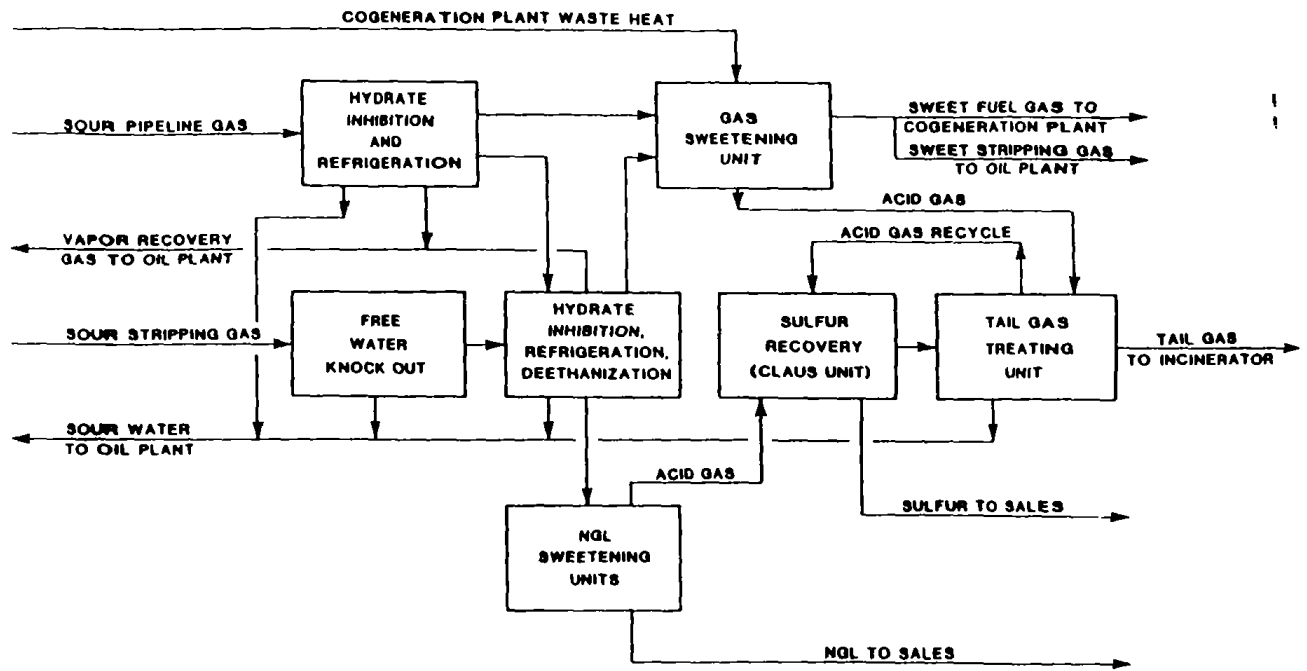 COGENERATION PLANT WASTE HEAT
HYDRATE
INHIBITION
AND
REFRIGERATION
GAS
SWEETENING
UNIT
SOUR PIPELINE GAS
SWEET FUEL GAS TO
COGENERATION PLANT
SWEET STRIPPING GAS
TO OIL PLANT
ACID GAS
VAPOR RECOVERY
GAS TO OIL PLANT
ACID GAS RECYCLE
SOUR STRIPPING GAS
FREE
WATER
KNOCK OUT
HYDRATE
INHIBITION,
REFRIGERATION,
DEETHANIZATION
SULFUR
RECOVERY
(CLAUS UNIT)
TAIL GAS
TREATING
UNIT
TAIL GAS
TO INCINERATOR
SOUR WATER
TO OIL PLANT
ACID GAS
SULFUR TO SALES
NGL
SWEETENING
UNITS
NGL TO SALES